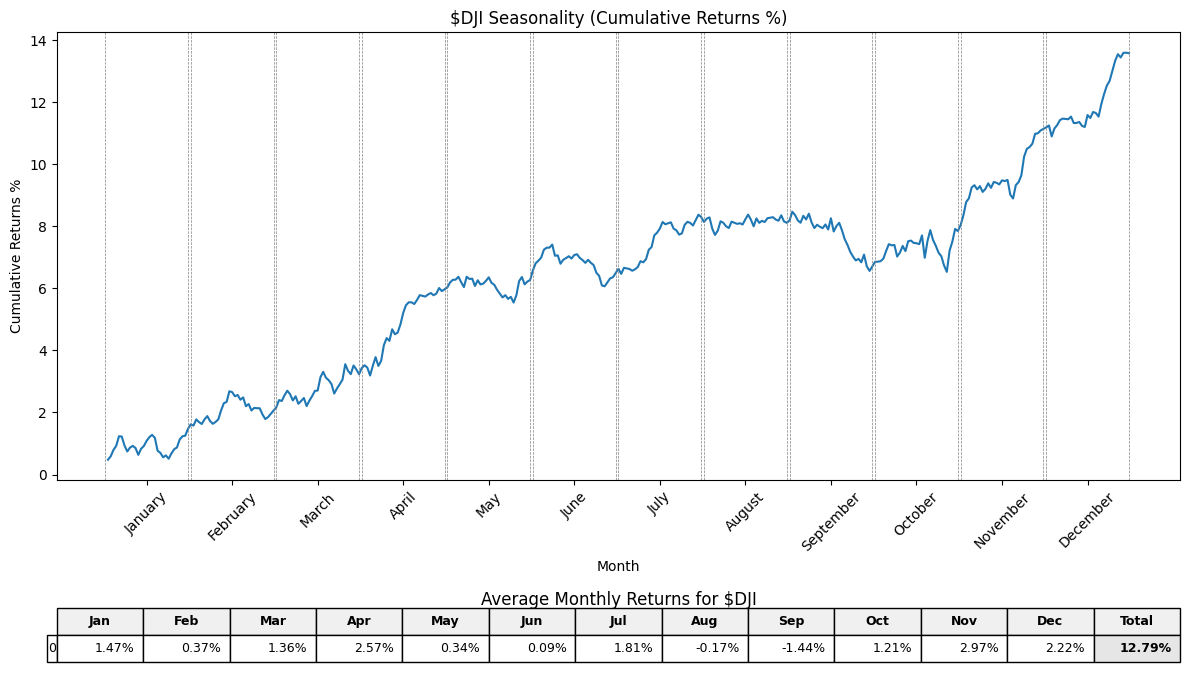 $DJI Seasonality (Cumulative Returns %)
14
12
10
8
6
4
2
0
Cumulative Returns %
January
February
March
April
May
June
July
August
September
October
November
December
Month
Average Monthly Returns for $DJI
Jan Feb Mar Apr May Jun Jul Aug Sep Oct Nov Dec Total
0 1.47% 0.37% 1.36% 2.57% 0.34% 0.09% 1.81% -0.17% -1.44% 1.21% 2.97% 2.22% 12.79%